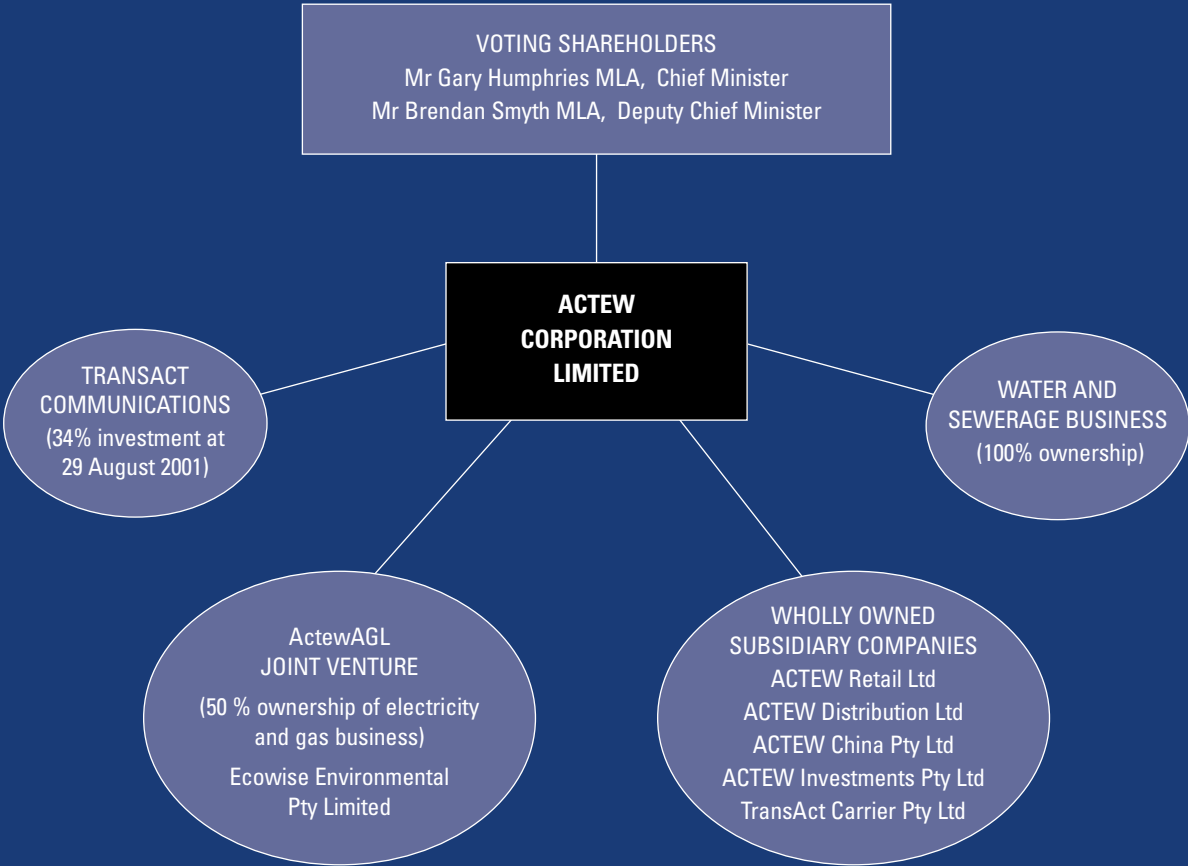 VOTING SHAREHOLDERS
Mr Gary Humphries MLA, Chief Minister
Mr Brendan Smyth MLA, Deputy Chief Minister
ACTEW
CORPORATION
LIMITED
TRANSACT
COMMUNICATIONS
(34% investment at
29 August 2001)
WATER AND
SEWERAGE BUSINESS
(100% ownership)
ActewAGL
JOINT VENTURE
(50 % ownership of electricity
and gas business)
Ecowise Environmental
Pty Limited
WHOLLY OWNED
SUBSIDIARY COMPANIES
ACTEW Retail Ltd
ACTEW Distribution Ltd
ACTEW China Pty Ltd
ACTEW Investments Pty Ltd
TransAct Carrier Pty Ltd